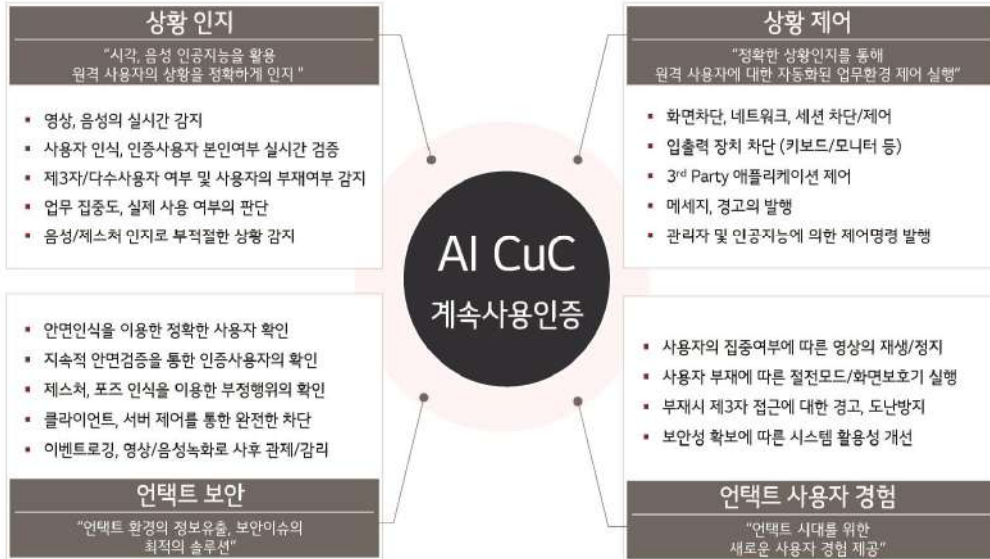 상황 인지
"시각, 음성 인공지능을 활용
원격 사용자의 상황을 정확하게 인지 "
▪ 영상, 음성의 실시간 감지
▪ 사용자 인식, 인증사용자 본인여부 실시간 검증
▪ 제3자/다수사용자 여부 및 사용자의 부재여부 감지
▪ 업무 집중도, 실제 사용 여부의 판단
▪ 음성/제스처 인지로 부적절한 상황 감지
상황 제어
"정확한 상황인지를 통해
원격 사용자에 대한 자동화된 업무환경 제어 실행"
▪ 화면차단, 네트워크, 세션 차단/제어
▪ 입출력 장치 차단 (키보드/모니터 등)
▪ 3rd Party 애플리케이션 제어
▪ 메세지, 경고의 발행
▪ 관리자 및 인공지능에 의한 제어명령 발행
AI CuC
계속사용인증
▪ 안면인식을 이용한 정확한 사용자 확인
▪ 지속적 안면검증을 통한 인증사용자의 확인
▪ 제스처, 포즈 인식을 이용한 부정행위의 확인
▪ 클라이언트, 서버 제어를 통한 완전한 차단
▪ 이벤트로깅, 영상/음성녹화로 사후 관제/감리
언택트 보안
"언택트 환경의 정보유출, 보안이슈의
최적의 솔루션"
▪ 사용자의 집중여부에 따른 영상의 재생/정지
▪ 사용자 부재에 따른 절전모드/화면보호기 실행
▪ 부재시 제3자 접근에 대한 경고, 도난방지
▪ 보안성 확보에 따른 시스템 활용성 개선
언택트 사용자 경험
"언택트 시대를 위한
새로운 사용자 경험 제공"